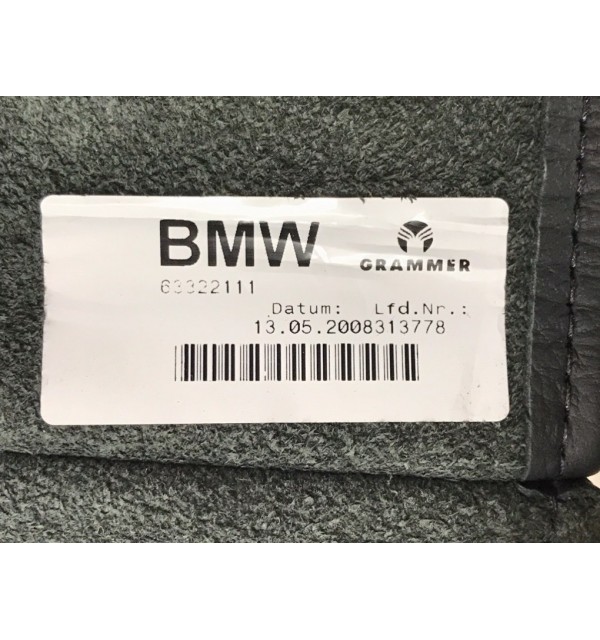 BMW
GRAMMER
63322111
Datum: Lfd.Nr.:
13.05.2008313778